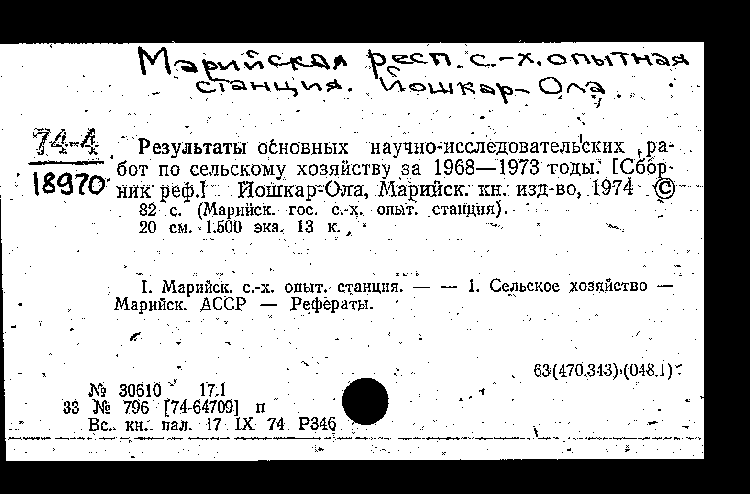 Марийская респ. с.-х. опытная
станция. Йошкар-Ола.
74-4
18970
Результаты основных научно-исследовательских ра-
бот по сельскому хозяйству за 1968—1973 годы. [Сбор-
ник реф.] Йошкар-Ола, Марийск. кн. изд-во, 1974 ©
82 с. (Марийск. гос. с.-х. опыт. станция).
20 см. 1.500 экз. 13 к.
I. Марийск. с.-х. опыт. станция. — — 1. Сельское хозяйство —
Марийск. АССР — Рефераты.
63(470.343)(048.1)
№ 30610 17.1
33 № 796 [74-64709] п
Вс. кн. пал. 17 IX 74 Р346